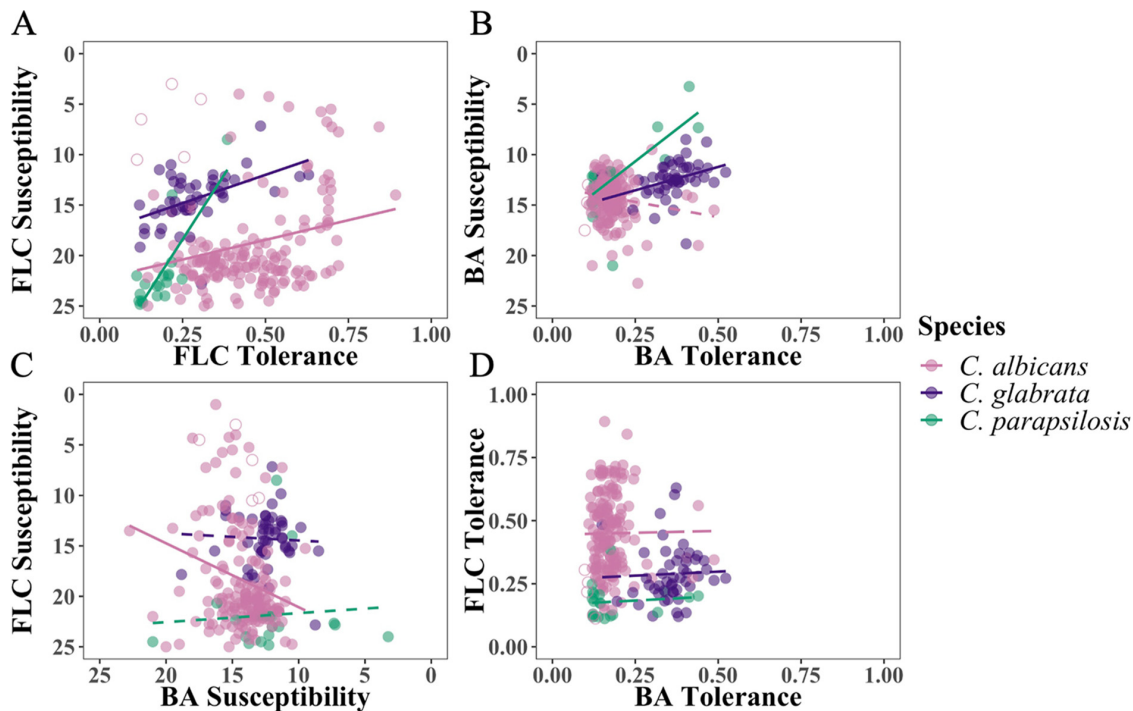 A
FLC Susceptibility
0
5
10
15
20
25
0.00 0.25 0.50 0.75 1.00
FLC Tolerance
B
BA Susceptibility
0
5
10
15
20
25
0.00 0.25 0.50 0.75 1.00
BA Tolerance
C
FLC Susceptibility
0
5
10
15
20
25
25 20 15 10 5 0
BA Susceptibility
D
FLC Tolerance
1.00
0.75
0.50
0.25
0.00
0.00 0.25 0.50 0.75 1.00
BA Tolerance
Species
C. albicans
C. glabrata
C. parapsilosis